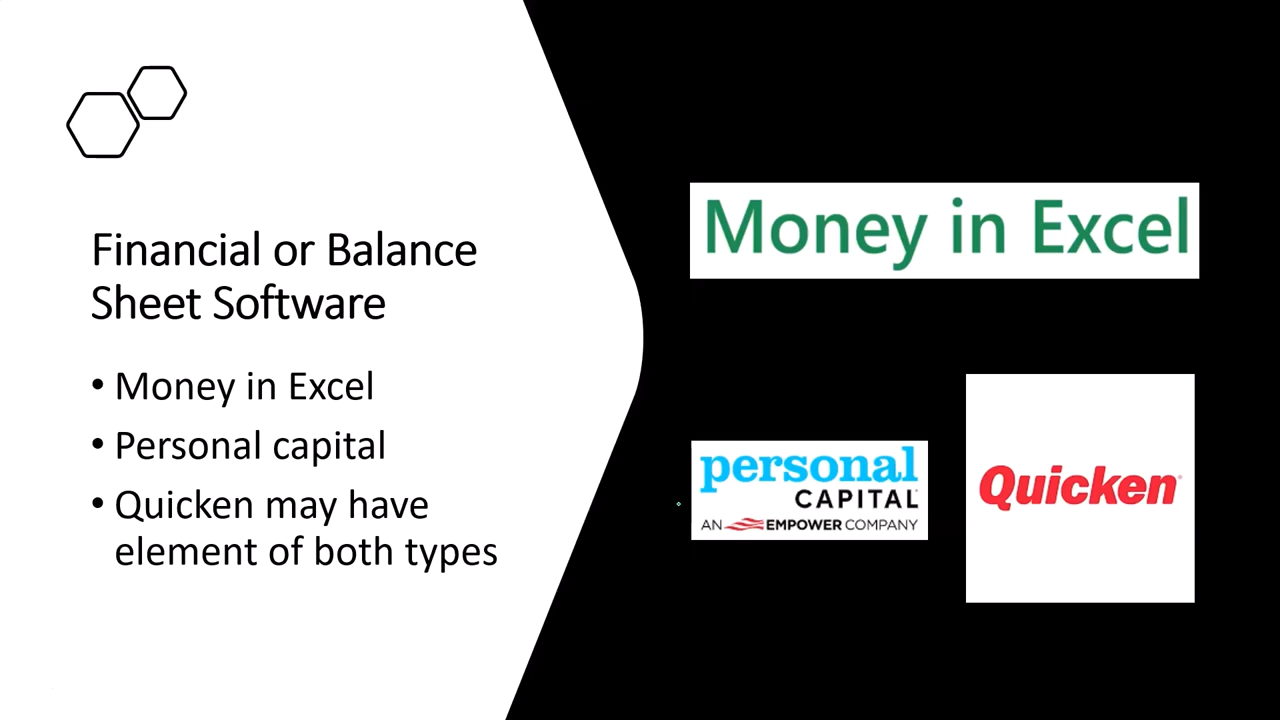 Financial or Balance
Sheet Software
• Money in Excel
• Personal capital
• Quicken may have
element of both types
Money in Excel
personal
CAPITAL
AN EMPOWER COMPANY
Quicken